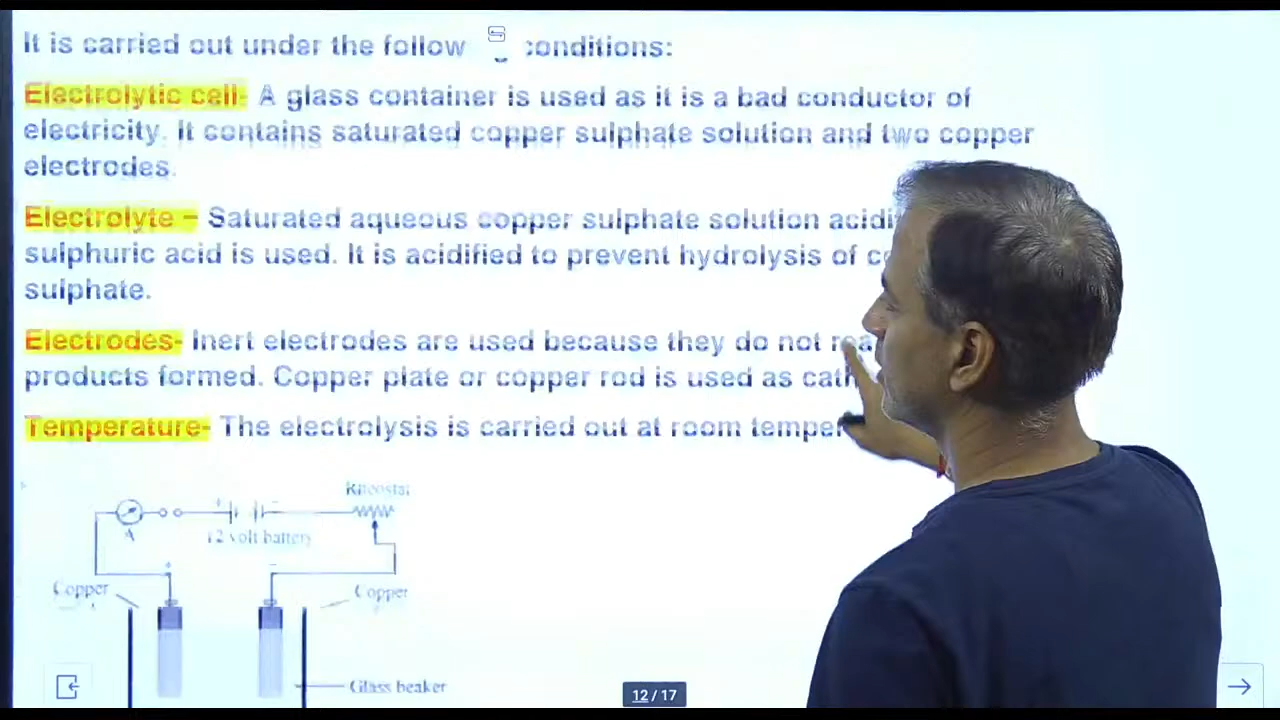 It is carried out under the follow conditions:
Electrolytic cell- A glass container is used as it is a bad conductor of
electricity. It contains saturated copper sulphate solution and two copper
electrodes.
Electrolyte – Saturated aqueous copper sulphate solution acidi
sulphuric acid is used. It is acidified to prevent hydrolysis of
sulphate.
Electrodes- Inert electrodes are used because they do not rea
products formed. Copper plate or copper rod is used as cath
Temperature- The electrolysis is carried out at room temper
Rheostat
+ -
A
12 volt battery
+ -
Copper Copper
Glass beaker
12 / 17